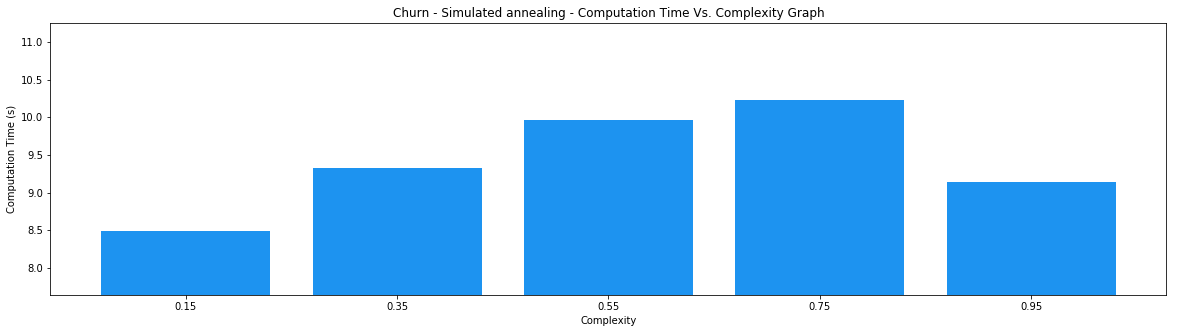 Churn - Simulated annealing - Computation Time Vs. Complexity Graph
Computation Time (s)
11.0
10.5
10.0
9.5
9.0
8.5
8.0
0.15 0.35 0.55 0.75 0.95
Complexity